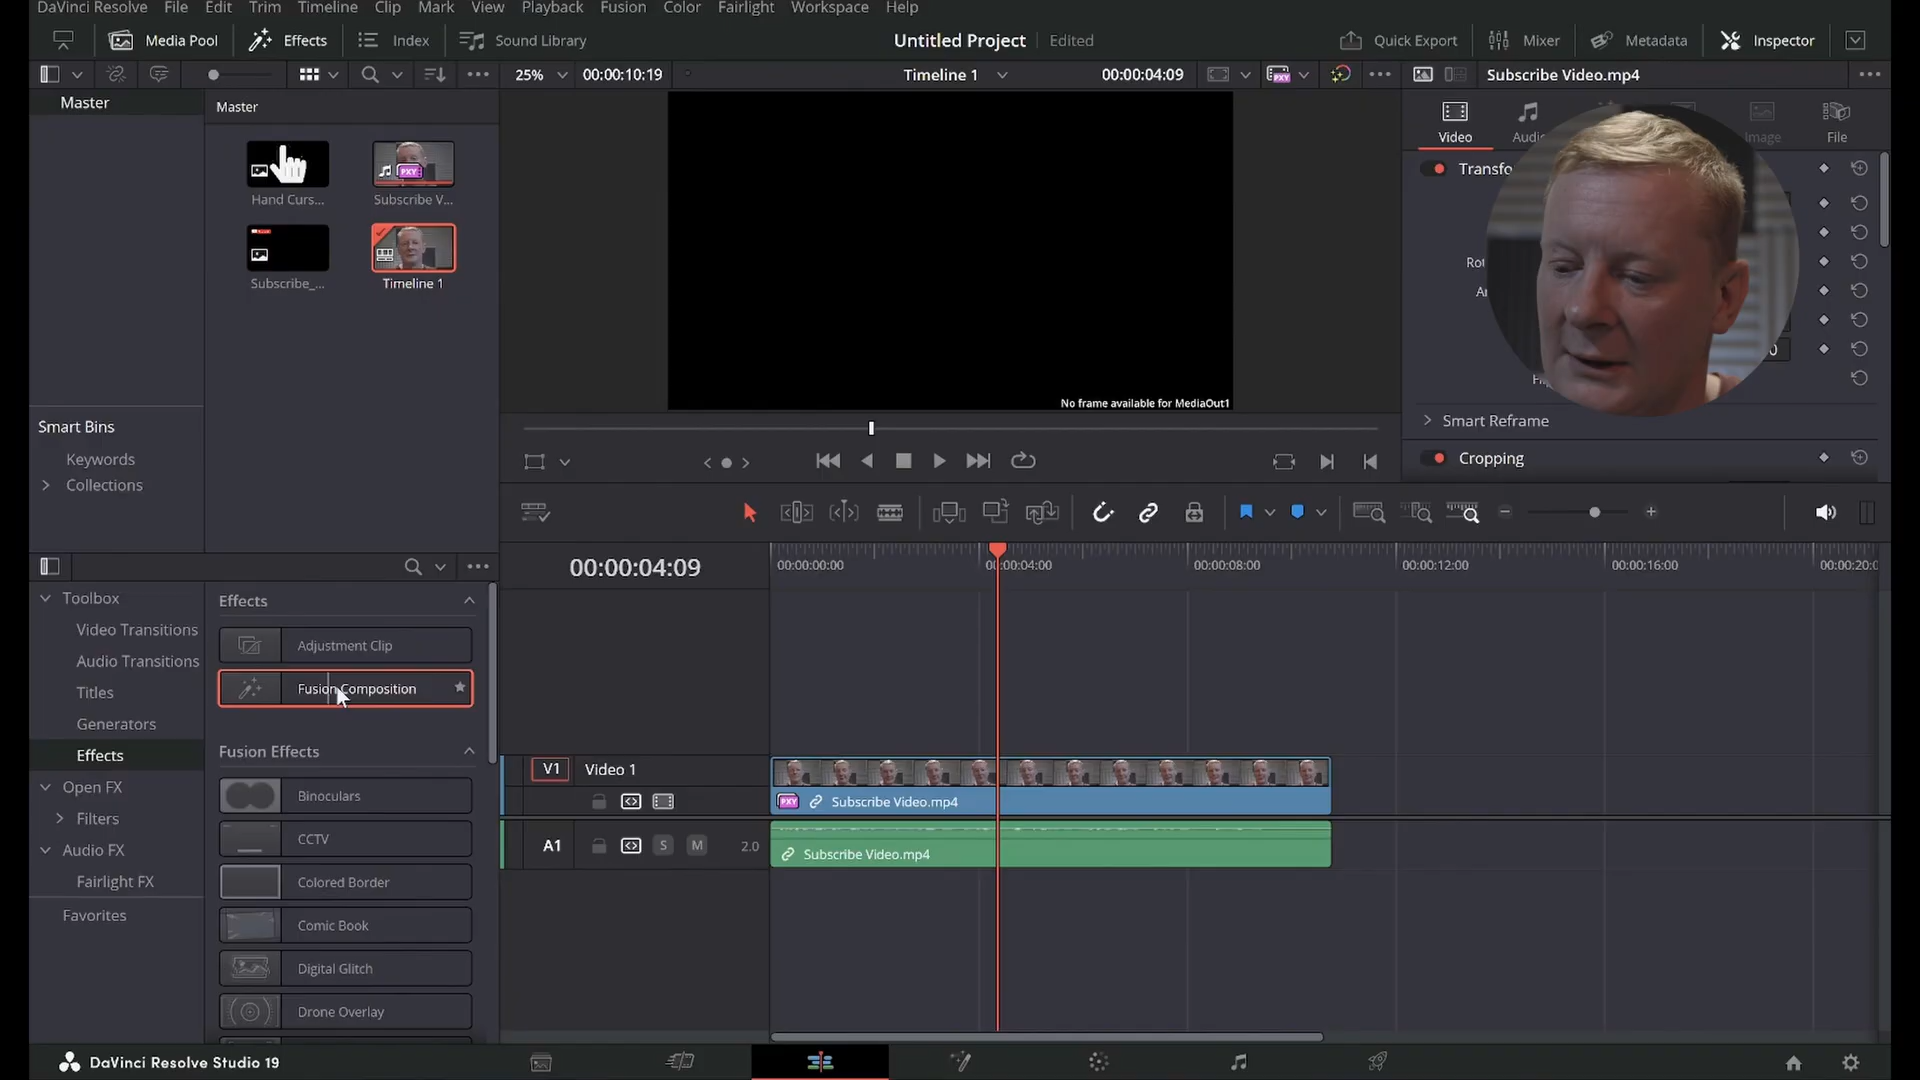 DaVinci Resolve File Edit Trim Timeline Clip Mark View Playback Fusion Color Fairlight Workspace Help
Media Pool Effects Index Sound Library Untitled Project Edited Quick Export Mixer Metadata Inspector
25% 00:00:10:19 Timeline 1 00:00:04:09 Subscribe Video.mp4
Master
Master
Hand Curs...
Subscribe V...
PXY
Subscribe_...
Timeline 1
Smart Bins
Keywords
Collections
No frame available for MediaOut1
Video
File
Image
Smart Reframe
Cropping
00:00:04:09
00:00:00:00 00:00:04:00 00:00:08:00 00:00:12:00 00:00:16:00
Toolbox
Video Transitions
Audio Transitions
Titles
Generators
Effects
Open FX
Filters
Audio FX
Fairlight FX
Favorites
Effects
Adjustment Clip
Fusion Composition
Fusion Effects
Binoculars
CCTV
Colored Border
Comic Book
Digital Glitch
Drone Overlay
V1 Video 1
PXY Subscribe Video.mp4
A1 S M 2.0
Subscribe Video.mp4
DaVinci Resolve Studio 19